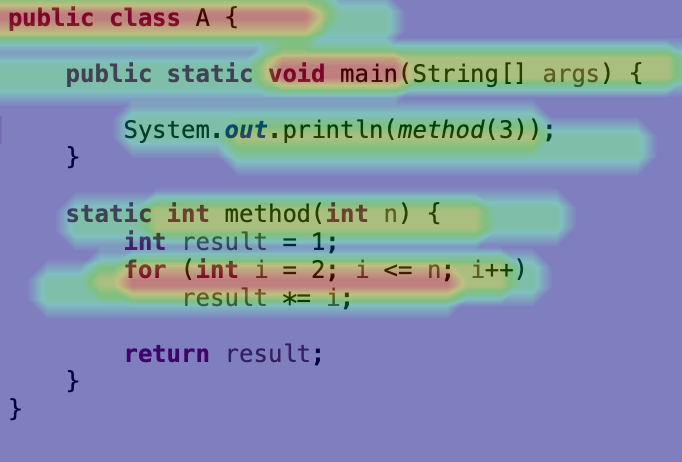 public class A {
public static void main(String[] args) {
System.out.println(method(3));
}
static int method(int n) {
int result = 1;
for (int i = 2; i <= n; i++)
result *= i;
return result;
}
}